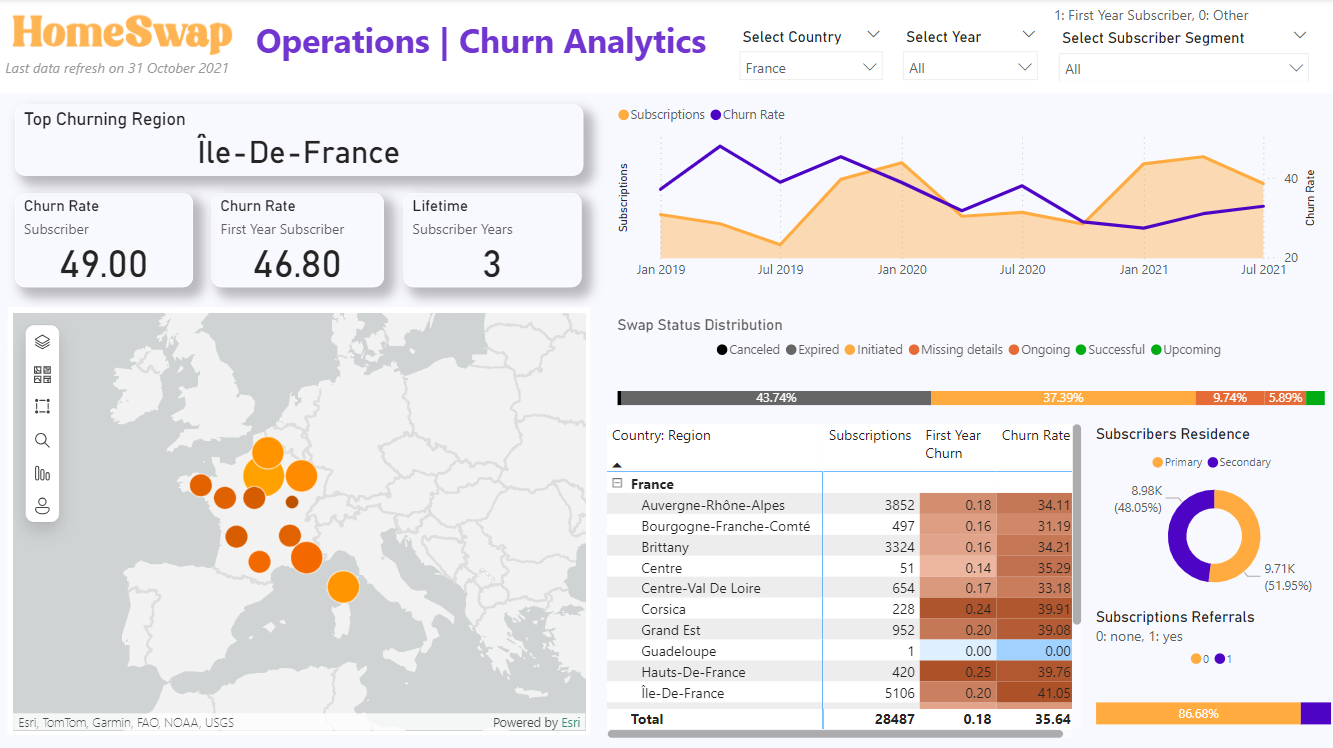 HomeSwap
Last data refresh on 31 October 2021
Operations | Churn Analytics
Select Country
France
Select Year
All
1: First Year Subscriber, 0: Other
Select Subscriber Segment
All
Top Churning Region
Île-De-France
Churn Rate
Subscriber
49.00
Churn Rate
First Year Subscriber
46.80
Lifetime
Subscriber Years
3
Subscriptions Churn Rate
Subscriptions
40
20
Churn Rate
Jan 2019 Jul 2019 Jan 2020 Jul 2020 Jan 2021 Jul 2021
Esri, TomTom, Garmin, FAO, NOAA, USGS
Powered by Esri
Swap Status Distribution
Canceled Expired Initiated Missing details Ongoing Successful Upcoming
43.74% 37.39% 9.74% 5.89%
Country: Region Subscriptions First Year Churn Churn Rate
France
Auvergne-Rhône-Alpes 3852 0.18 34.11
Bourgogne-Franche-Comté 497 0.16 31.19
Brittany 3324 0.16 34.21
Centre 51 0.14 35.29
Centre-Val De Loire 654 0.17 33.18
Corsica 228 0.24 39.91
Grand Est 952 0.20 39.08
Guadeloupe 1 0.00 0.00
Hauts-De-France 420 0.25 39.76
Île-De-France 5106 0.20 41.05
Total 28487 0.18 35.64
Subscribers Residence
Primary Secondary
8.98K
(48.05%)
9.71K
(51.95%)
Subscriptions Referrals
0: none, 1: yes
0 1
86.68%